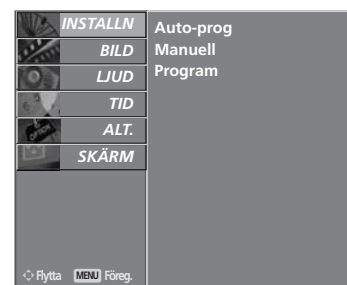 INSTALLN
BILD
LJUD
TID
ALT.
SKÄRM
Auto-prog
Manuell
Program
Flytta MENU Föreg.